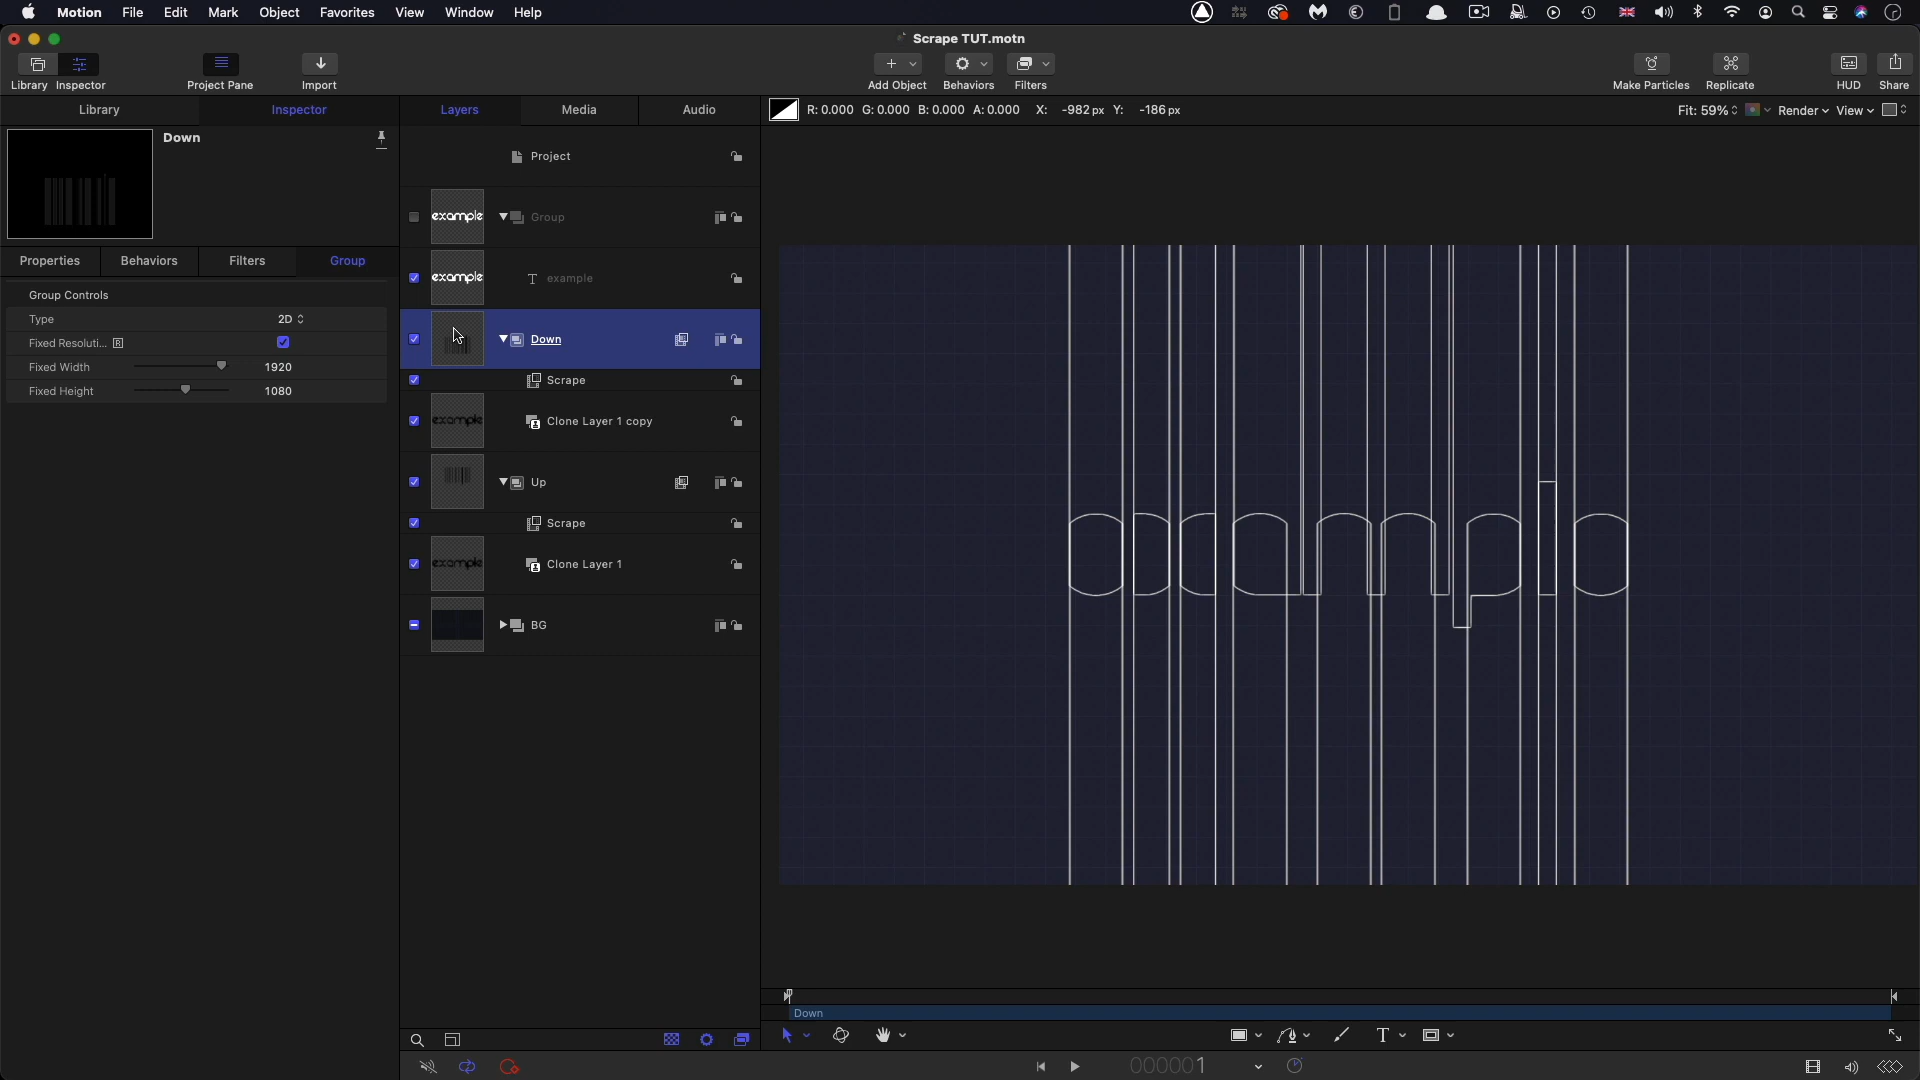 Motion File Edit Mark Object Favorites View Window Help
Scrape TUT.motn
Library Inspector Project Pane Import Add Object Behaviors Filters Make Particles Replicate HUD Share
Library Inspector Layers Media Audio R: 0.000 G: 0.000 B: 0.000 A: 0.000 X: -982 px Y: -186 px Fit: 59% Render View
Down
Project
example Group
Properties Behaviors Filters Group
example example
Group Controls
Type 2D
Fixed Resoluti... R
Down
Fixed Width 1920
Fixed Height 1080
Scrape
example Clone Layer 1 copy
Up
Scrape
example Clone Layer 1
BG
Down
T
0000001